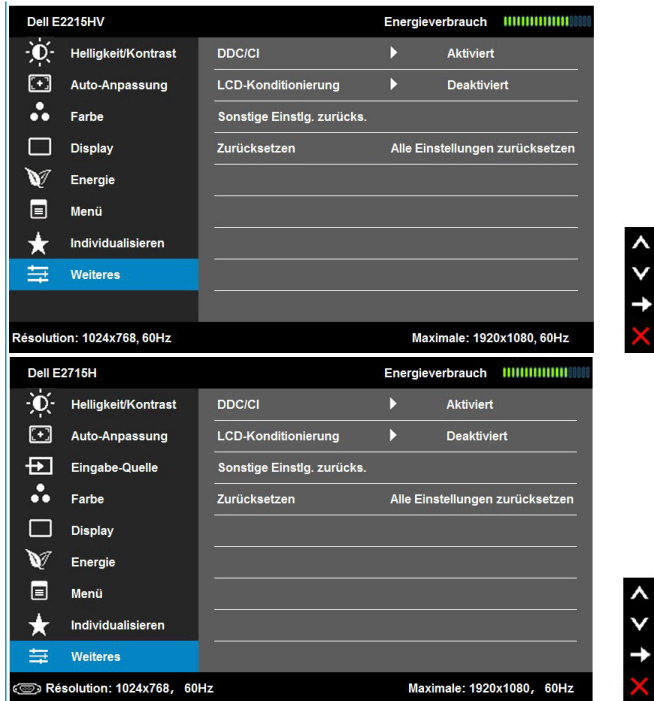 Dell E2215HV Energieverbrauch
Helligkeit/Kontrast DDC/CI Aktiviert
Auto-Anpassung LCD-Konditionierung Deaktiviert
Farbe Sonstige Einstlg. zurücks.
Display Zurücksetzen Alle Einstellungen zurücksetzen
Energie
Menü
Individualisieren
Weiteres
Résolution: 1024x768, 60Hz Maximale: 1920x1080, 60Hz
Dell E2715H Energieverbrauch
Helligkeit/Kontrast DDC/CI Aktiviert
Auto-Anpassung LCD-Konditionierung Deaktiviert
Eingabe-Quelle Sonstige Einstlg. zurücks.
Farbe Zurücksetzen Alle Einstellungen zurücksetzen
Display
Energie
Menü
Individualisieren
Weiteres
Résolution: 1024x768, 60Hz Maximale: 1920x1080, 60Hz